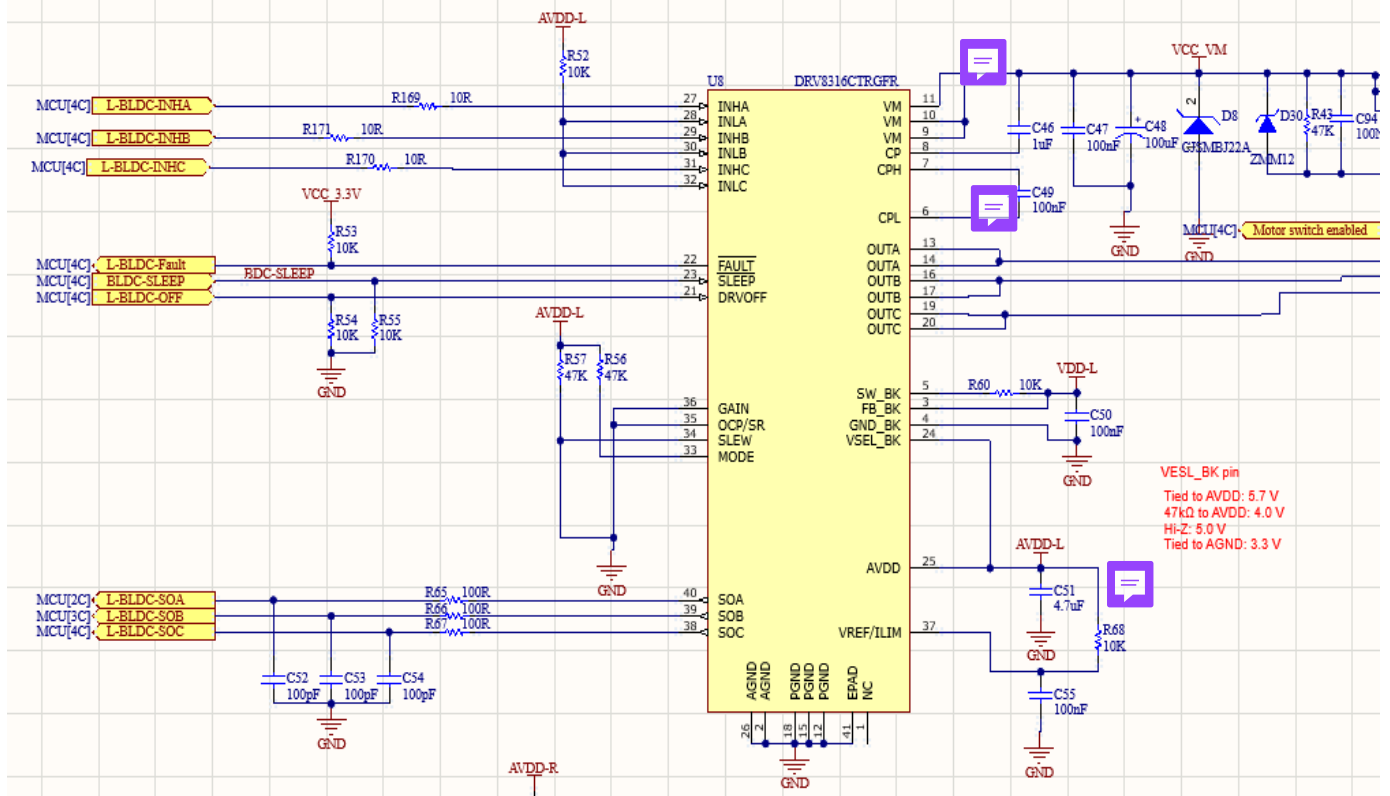 AVDD-L
R52
10K
U8
DRV8316CTRGFR
VCC_VM
MCU[4C]
L-BLDC-INHA
R169
10R
27
INHA
28
INLA
MCU[4C]
L-BLDC-INHB
R171
10R
29
INHB
30
INLB
MCU[4C]
L-BLDC-INHC
R170
10R
31
INHC
32
INLC
VM
11
VM
10
VM
9
CP
8
CPH
7
CPL
6
C46
1uF
C47
100nF
+
C48
100uF
2
D8
GJSMBJ22A
D30
ZMM12
R43
47K
C94
C49
100nF
GND
GND
MCU[4C]
Motor switch enabled
VCC_3.3V
R53
10K
MCU[4C]
L-BLDC-Fault
22
FAULT
MCU[4C]
BLDC-SLEEP
BDC-SLEEP
23
SLEEP
MCU[4C]
L-BLDC-OFF
21
DRVOFF
R54
10K
R55
10K
GND
OUTA
13
OUTA
14
OUTB
16
OUTB
17
OUTC
19
OUTC
20
AVDD-L
R57
47K
R56
47K
36
GAIN
35
OCP/SR
34
SLEW
33
MODE
GND
VDD-L
SW_BK
5
R60
10K
FB_BK
3
GND_BK
4
VSEL_BK
24
C50
100nF
GND
VESL_BK pin
Tied to AVDD: 5.7 V
47kΩ to AVDD: 4.0 V
Hi-Z: 5.0 V
Tied to AGND: 3.3 V
AVDD-L
AVDD
25
C51
4.7uF
GND
R68
10K
VREF/ILIM
37
C55
100nF
GND
MCU[2C]
L-BLDC-SOA
R65
100R
40
SOA
MCU[3C]
L-BLDC-SOB
R66
100R
39
SOB
MCU[4C]
L-BLDC-SOC
R67
100R
38
SOC
C52
100pF
C53
100pF
C54
100pF
GND
AGND
AGND
PGND
PGND
PGND
EPAD
NC
26
2
18
15
12
41
1
GND
AVDD-R